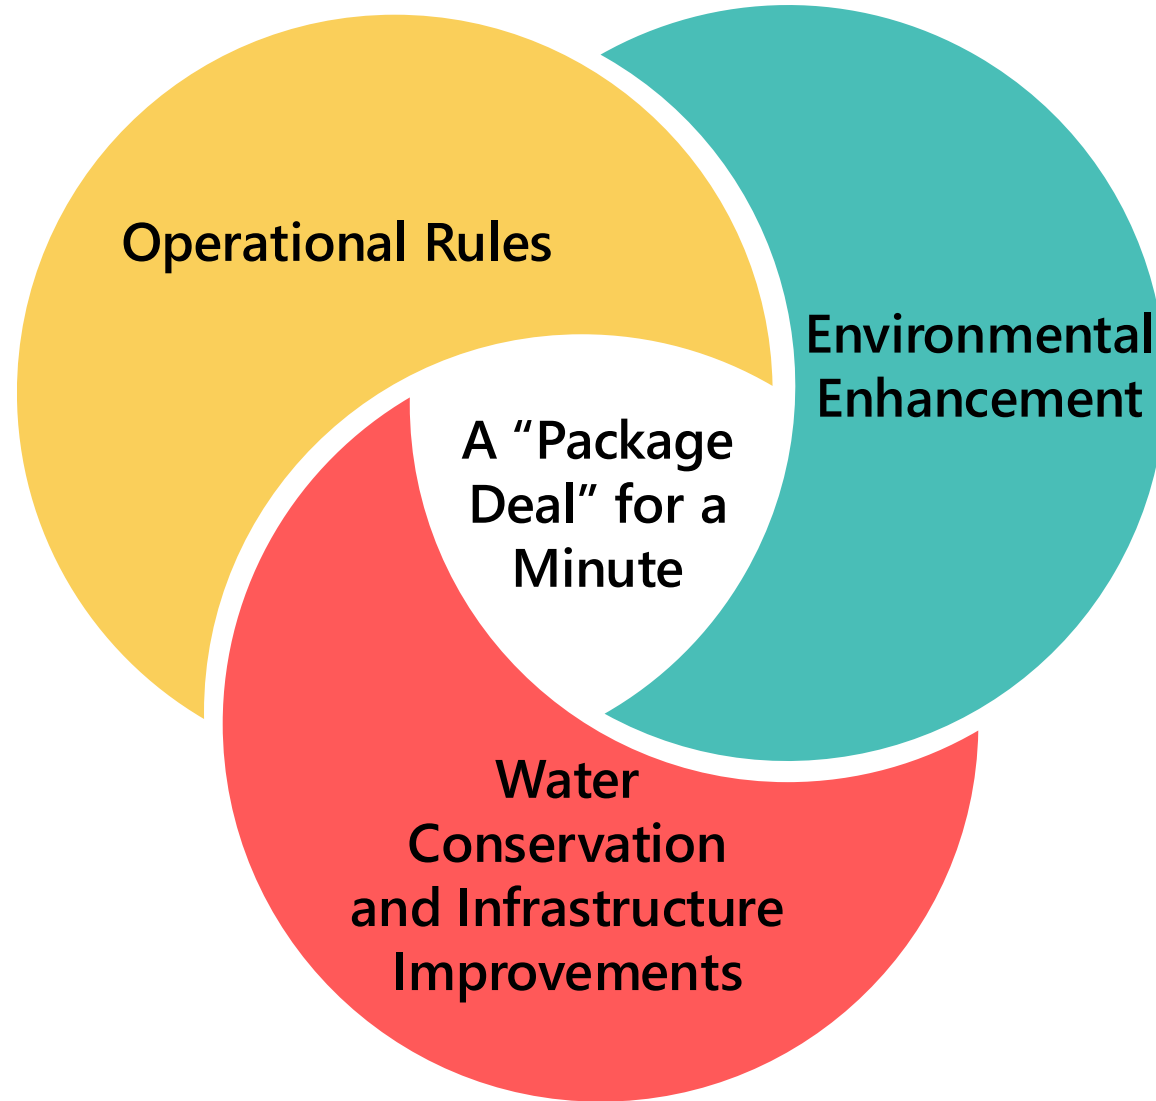 Operational Rules
Environmental
Enhancement
A “Package
Deal” for a
Minute
Water
Conservation
and Infrastructure
Improvements